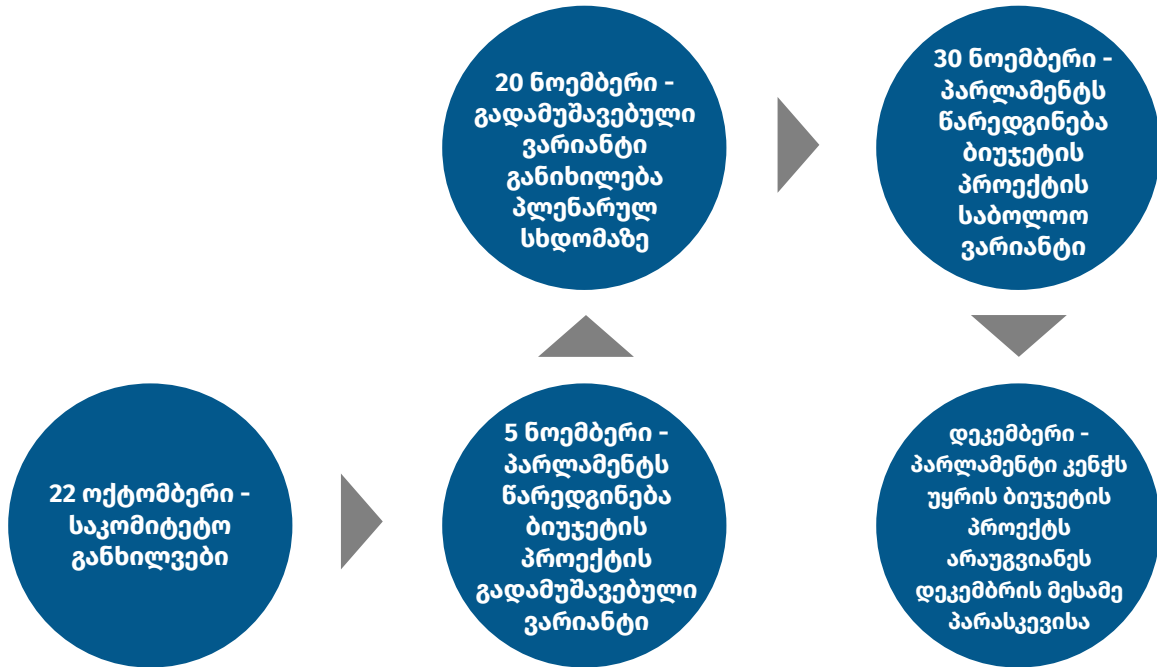 22 ოქტომბერი -
საკომიტეტო
განხილვები
5 ნოემბერი -
პარლამენტს
წარედგინება
ბიუჯეტის
პროექტის
გადამუშავებული
ვარიანტი
20 ნოემბერი -
გადამუშავებული
ვარიანტი
განიხილება
პლენარულ
სხდომაზე
30 ნოემბერი -
პარლამენტს
წარედგინება
ბიუჯეტის
პროექტის
საბოლოო
ვარიანტი
დეკემბერი -
პარლამენტი კენჭს
უყრის ბიუჯეტის
პროექტს
არაუგვიანეს
დეკემბრის მესამე
პარასკევისა